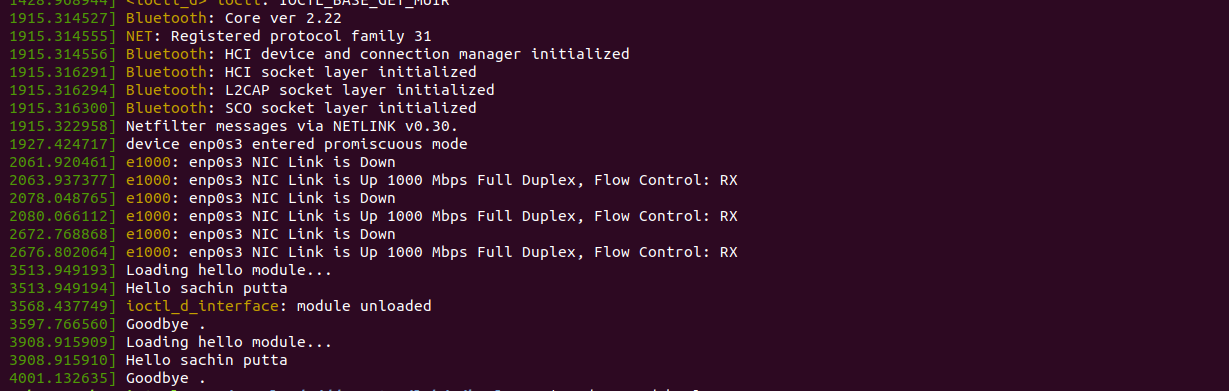 1428.968944] <ioctl_d> ioctl: IOCTL_BASE_GET_MUIR
1915.314527] Bluetooth: Core ver 2.22
1915.314555] NET: Registered protocol family 31
1915.314556] Bluetooth: HCI device and connection manager initialized
1915.316291] Bluetooth: HCI socket layer initialized
1915.316294] Bluetooth: L2CAP socket layer initialized
1915.316300] Bluetooth: SCO socket layer initialized
1915.322958] Netfilter messages via NETLINK v0.30.
1927.424717] device enp0s3 entered promiscuous mode
2061.920461] e1000: enp0s3 NIC Link is Down
2063.937377] e1000: enp0s3 NIC Link is Up 1000 Mbps Full Duplex, Flow Control: RX
2078.048765] e1000: enp0s3 NIC Link is Down
2080.066112] e1000: enp0s3 NIC Link is Up 1000 Mbps Full Duplex, Flow Control: RX
2672.768868] e1000: enp0s3 NIC Link is Down
2676.802064] e1000: enp0s3 NIC Link is Up 1000 Mbps Full Duplex, Flow Control: RX
3513.949193] Loading hello module...
3513.949194] Hello sachin putta
3568.437749] ioctl_d_interface: module unloaded
3597.766560] Goodbye .
3908.915909] Loading hello module...
3908.915910] Hello sachin putta
4001.132635] Goodbye .